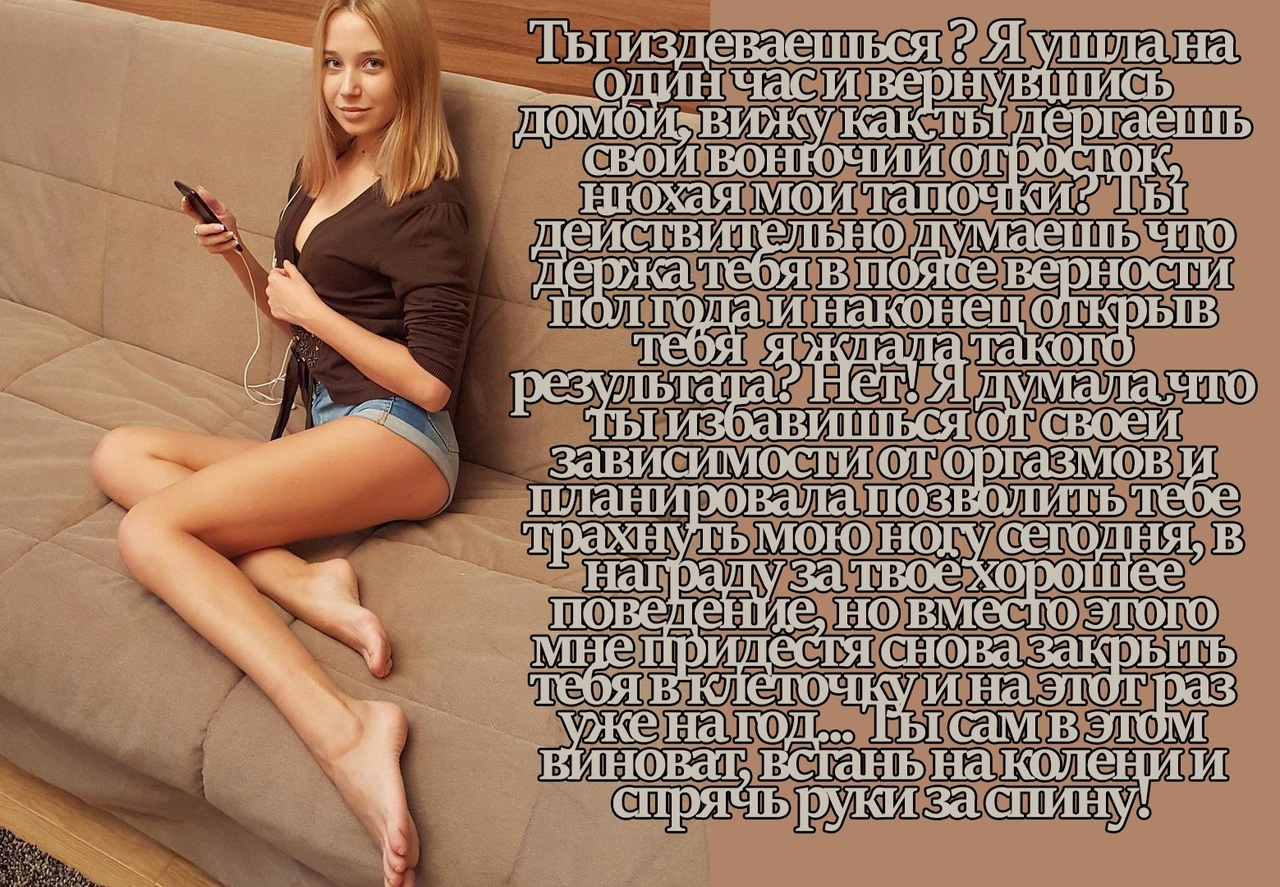 Ты издеваешься ? Я ушла на
один час и вернувшись
домой, вижу как ты дёргаешь
свой вонючий отросток,
нюхая мои тапочки? Ты
действительно думаешь что
держа тебя в поясе верности
пол года и наконец открыв
тебя я ждала такого
результата? Нет! Я думала что
ты избавишься от своей
зависимости от оргазмов и
планировала позволить тебе
трахнуть мою ногу сегодня, в
награду за твоё хорошее
поведение, но вместо этого
мне придётся снова закрыть
тебя в клеточку и на этот раз
уже на год... Ты сам в этом
виноват, встань на колени и
спрячь руки за спину!